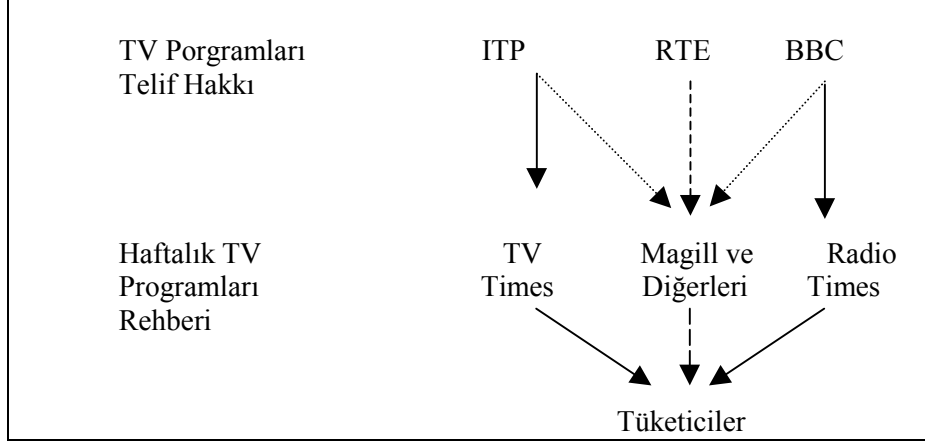 TV Porgramları ITP RTE BBC
Telif Hakkı
Haftalık TV TV Magill ve Radio
Programları Times Diğerleri Times
Rehberi
Tüketiciler